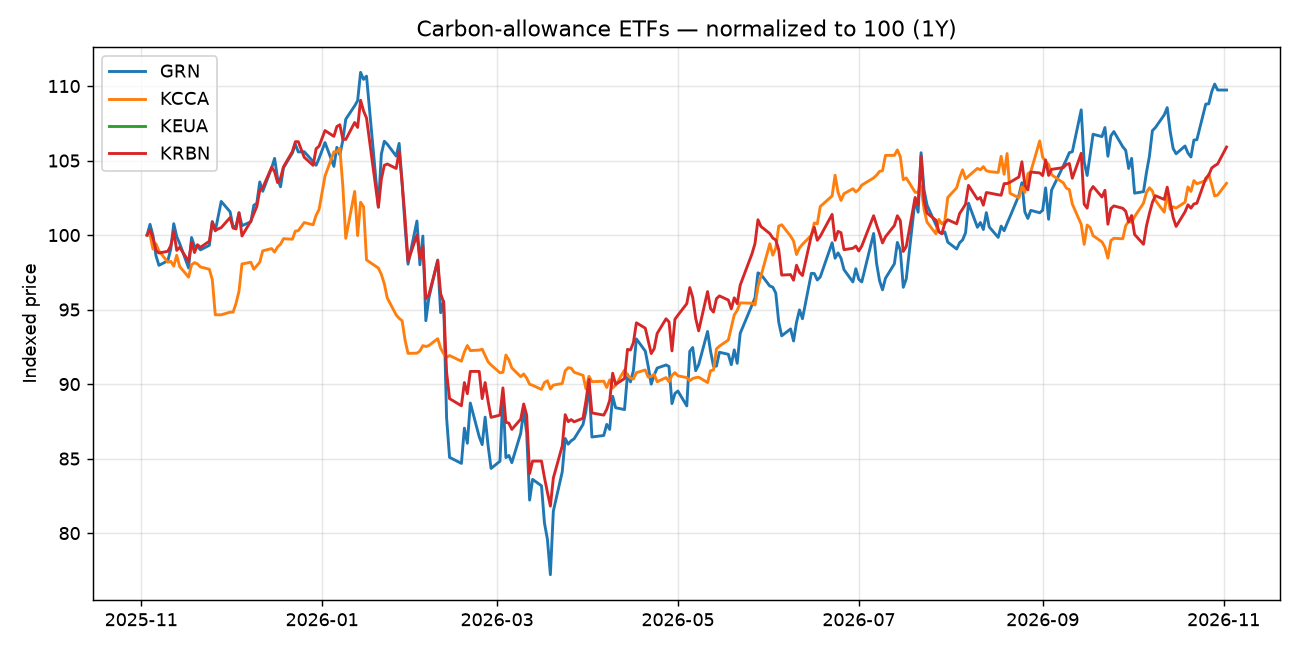 Carbon-allowance ETFs — normalized to 100 (1Y)
GRN
KCCA
KEUA
KRBN
Indexed price
110
105
100
95
90
85
80
2025-11
2026-01
2026-03
2026-05
2026-07
2026-09
2026-11